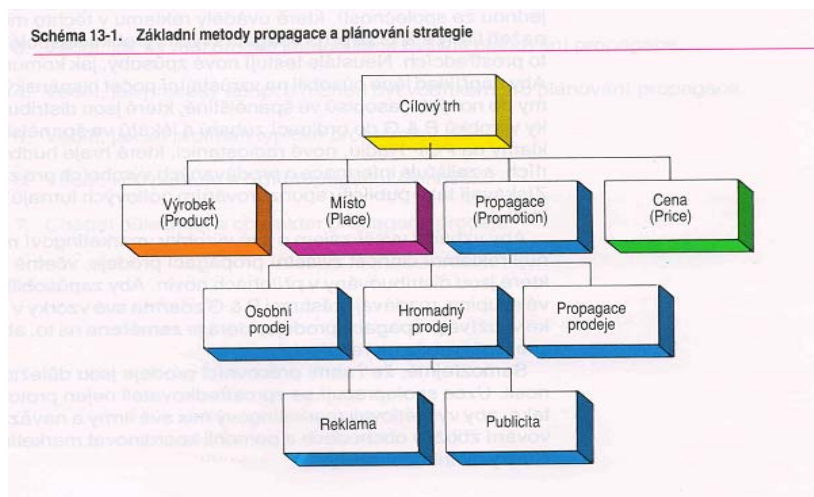 Schéma 13-1. Základní metody propagace a plánování strategie
Cílový trh
Výrobek
(Product)
Místo
(Place)
Propagace
(Promotion)
Cena
(Price)
Osobní
prodej
Hromadný
prodej
Propagace
prodeje
Reklama
Publicita